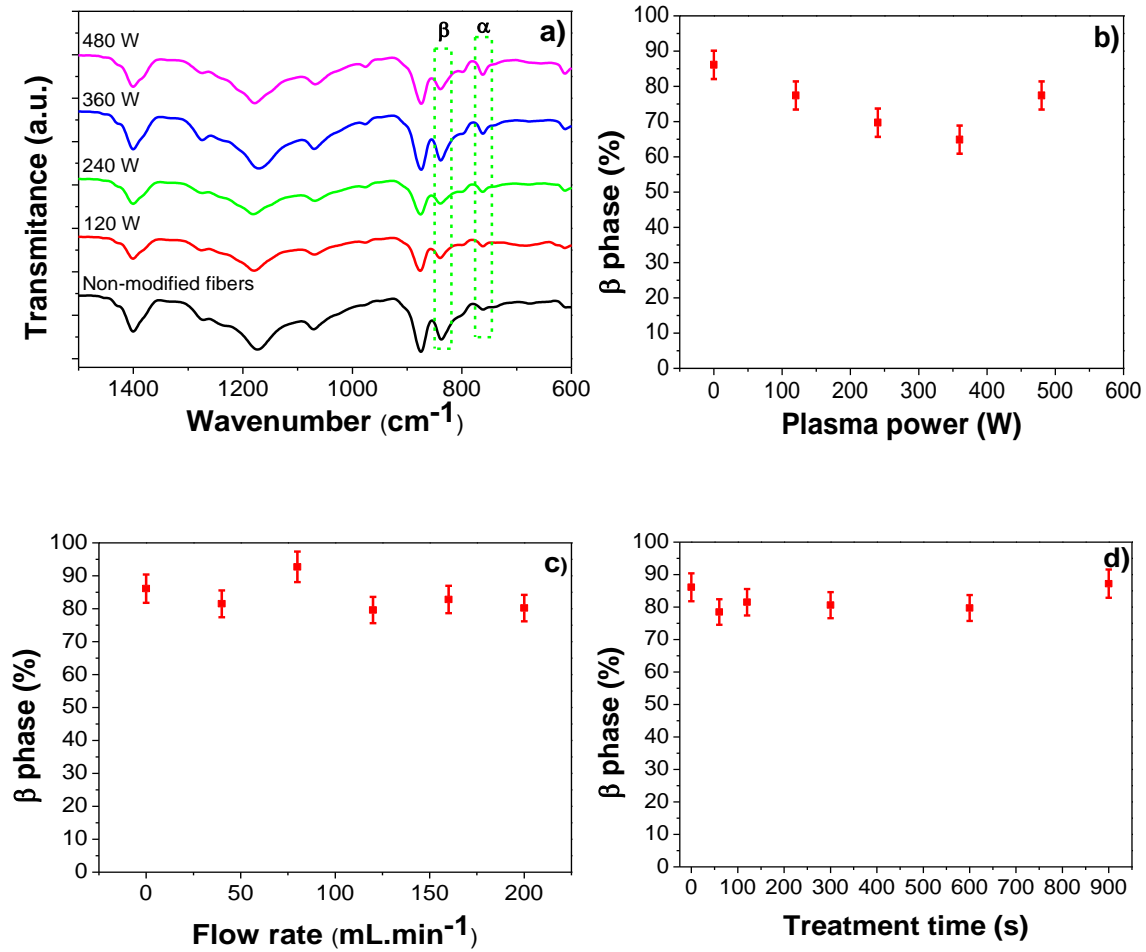 a)
β α
480 W
360 W
240 W
120 W
Non-modified fibers
Transmitance (a.u.)
1400 1200 1000 800 600
Wavenumber (cm⁻¹)
b)
100
90
80
70
60
50
40
30
20
10
0
β phase (%)
0 100 200 300 400 500 600
Plasma power (W)
c)
100
90
80
70
60
50
40
30
20
10
0
β phase (%)
0 50 100 150 200
Flow rate (mL.min⁻¹)
d)
100
90
80
70
60
50
40
30
20
10
0
β phase (%)
0 100 200 300 400 500 600 700 800 900
Treatment time (s)